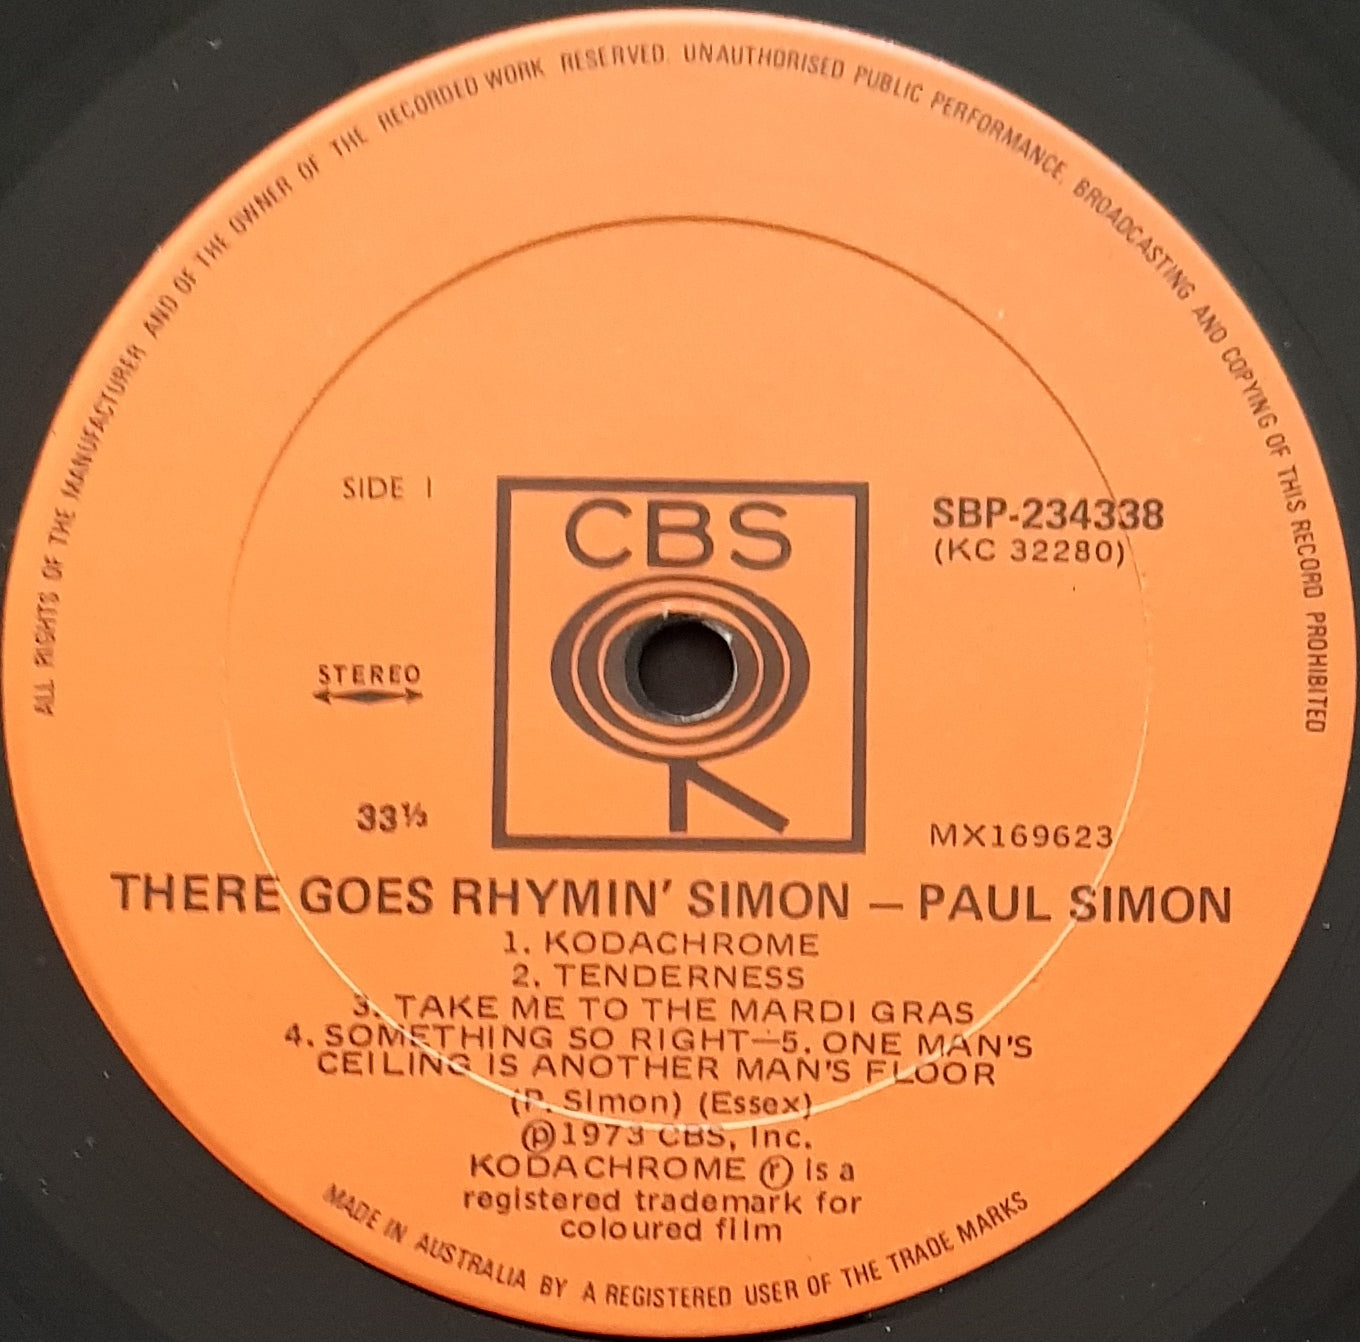 ALL RIGHTS OF THE MANUFACTURER AND OF THE OWNER OF THE RECORDED WORK RESERVED. UNAUTHORISED PUBLIC PERFORMANCE, BROADCASTING AND COPYING OF THIS RECORD PROHIBITED
SIDE 1
CBS
SBP-234338
(KC 32280)
STEREO
33⅓
MX169623
THERE GOES RHYMIN' SIMON – PAUL SIMON
1. KODACHROME
2. TENDERNESS
3. TAKE ME TO THE MARDI GRAS
4. SOMETHING SO RIGHT—5. ONE MAN'S
CEILING IS ANOTHER MAN'S FLOOR
(P. Simon) (Essex)
℗1973 CBS, Inc.
KODACHROME ⓡ is a
registered trademark for
coloured film
MADE IN AUSTRALIA BY A REGISTERED USER OF THE TRADE MARKS